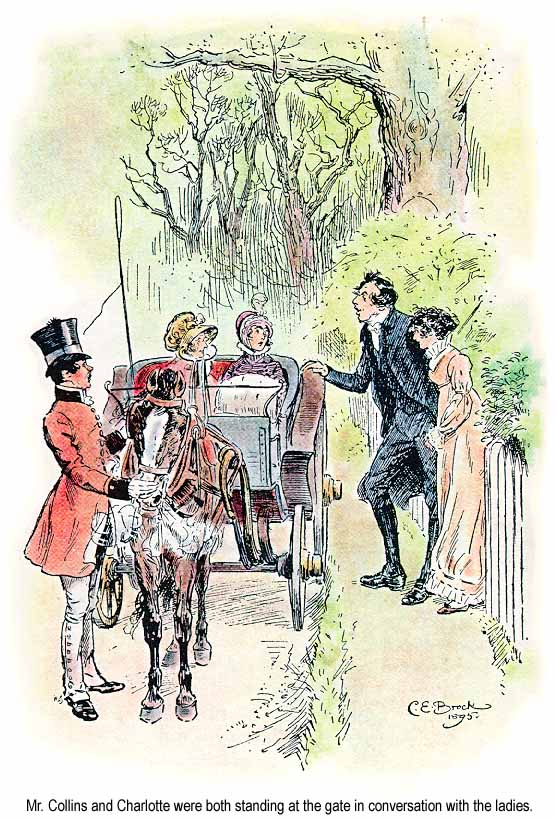 C.E. Brock
1895.
Mr. Collins and Charlotte were both standing at the gate in conversation with the ladies.